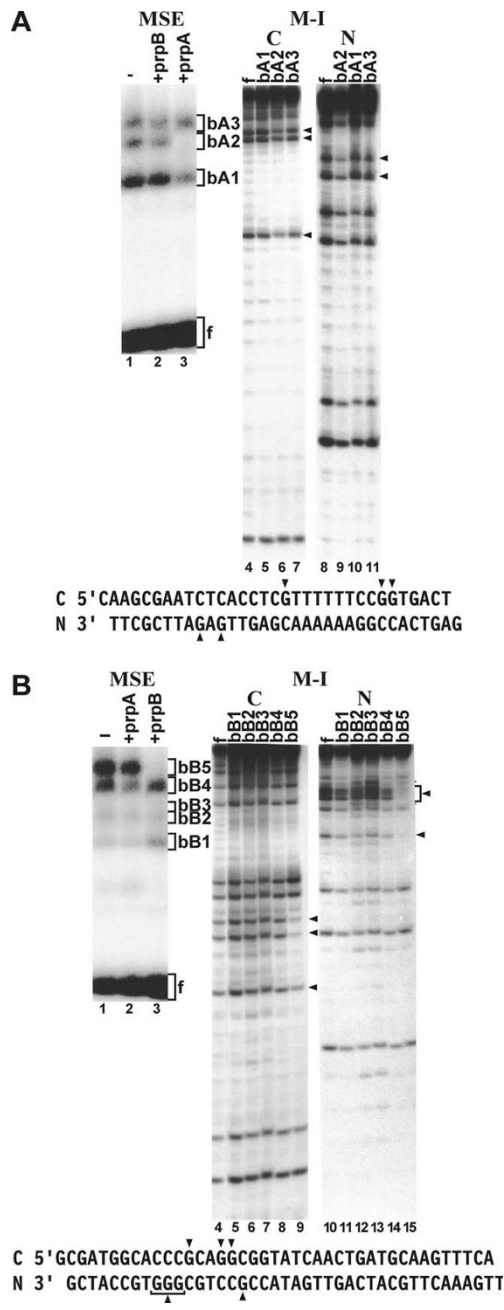 A
MSE M-I
C N
- +prpB +prpA
f bA1 bA2 bA3 f bA2 bA1 bA3
bA3
bA2
bA1
f
1 2 3
4 5 6 7 8 9 10 11
C 5'CAAGCGAATCTCACCTCGTTTTTTCCGGTGACT
N 3' TTCGCTTAGAGTTGAGCAAAAAAGGCCACTGAG
B
MSE M-I
C N
- +prpA +prpB
f bB1 bB2 bB3 bB4 bB5 f bB1 bB2 bB3 bB4 bB5
bB5
bB4
bB3
bB2
bB1
f
1 2 3
4 5 6 7 8 9 10 11 12 13 14 15
C 5'GCGATGGCACCCGCAGGCGGTATCAACTGATGCAAGTTTCA
N 3' GCTACCGTGGGCGTCCGCCATAGTTGACTACGTTCAAAGTT